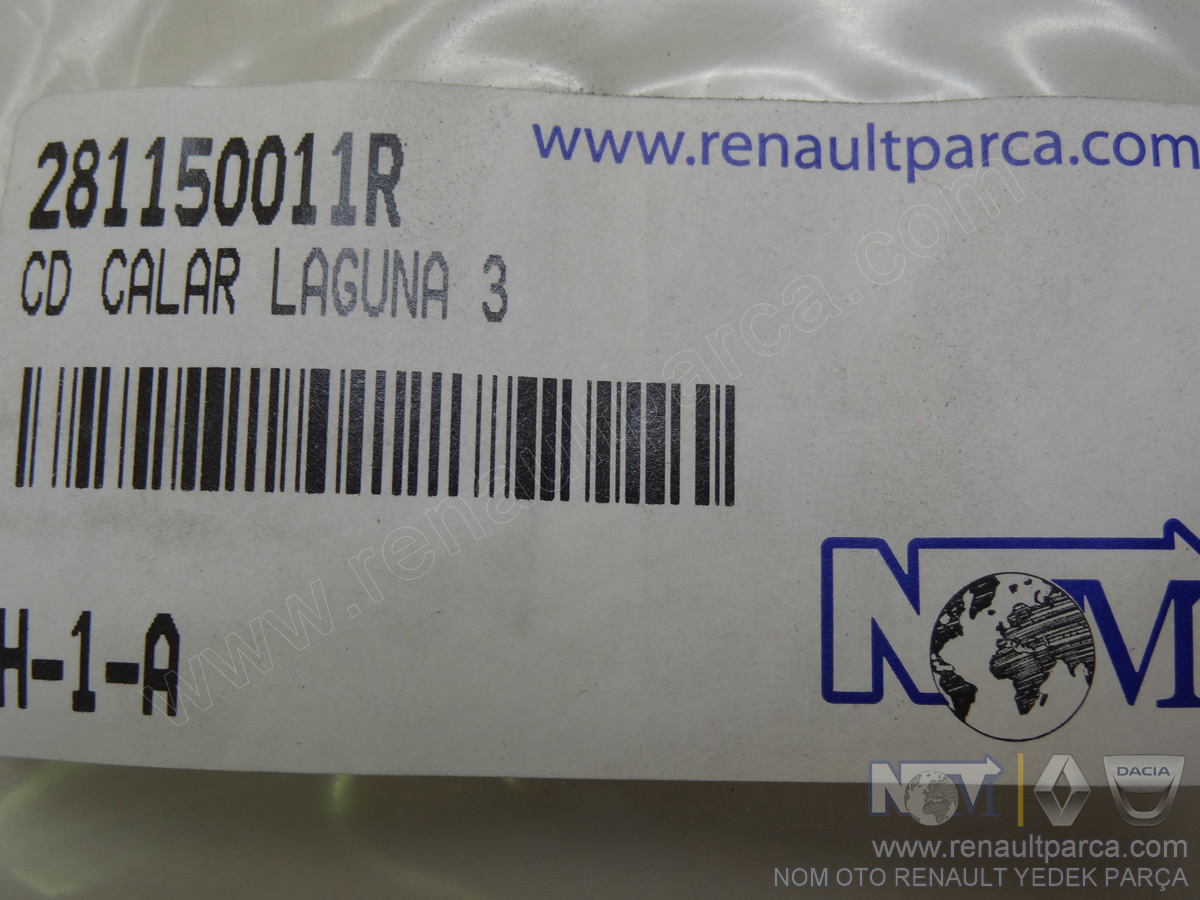 281150011R
www.renaultparca.com
CD CALAR LAGUNA 3
www.renaultparca.com
H-1-A
NOM
NOM
DACIA
www.renaultparca.com
NOM OTO RENAULT YEDEK PARÇA